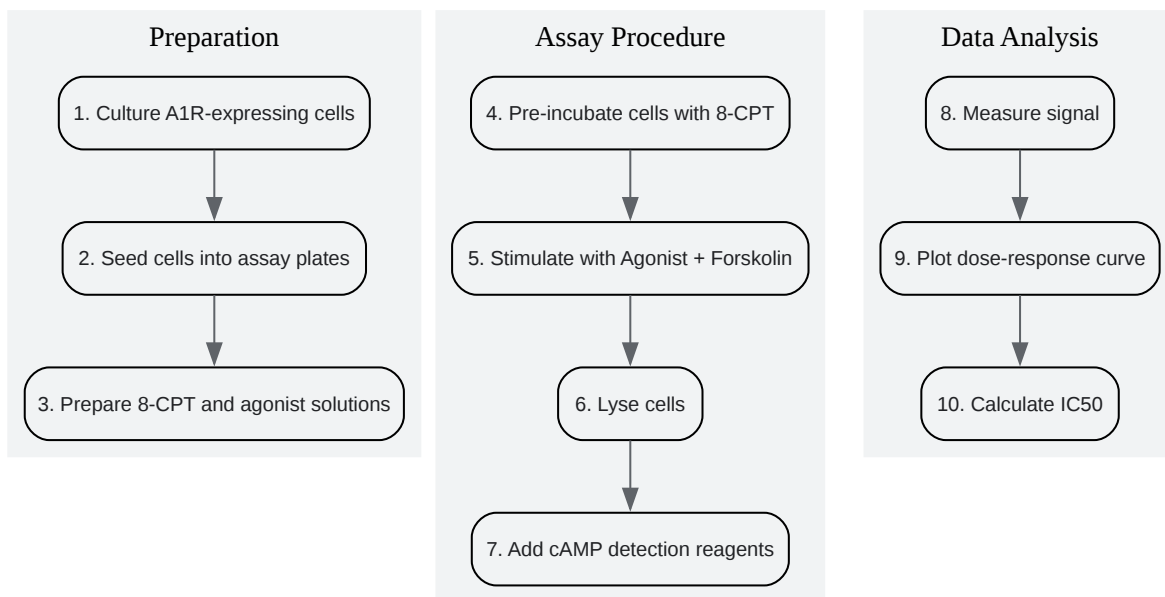 Preparation
1. Culture A1R-expressing cells
2. Seed cells into assay plates
3. Prepare 8-CPT and agonist solutions
Assay Procedure
4. Pre-incubate cells with 8-CPT
5. Stimulate with Agonist + Forskolin
6. Lyse cells
7. Add cAMP detection reagents
Data Analysis
8. Measure signal
9. Plot dose-response curve
10. Calculate IC50